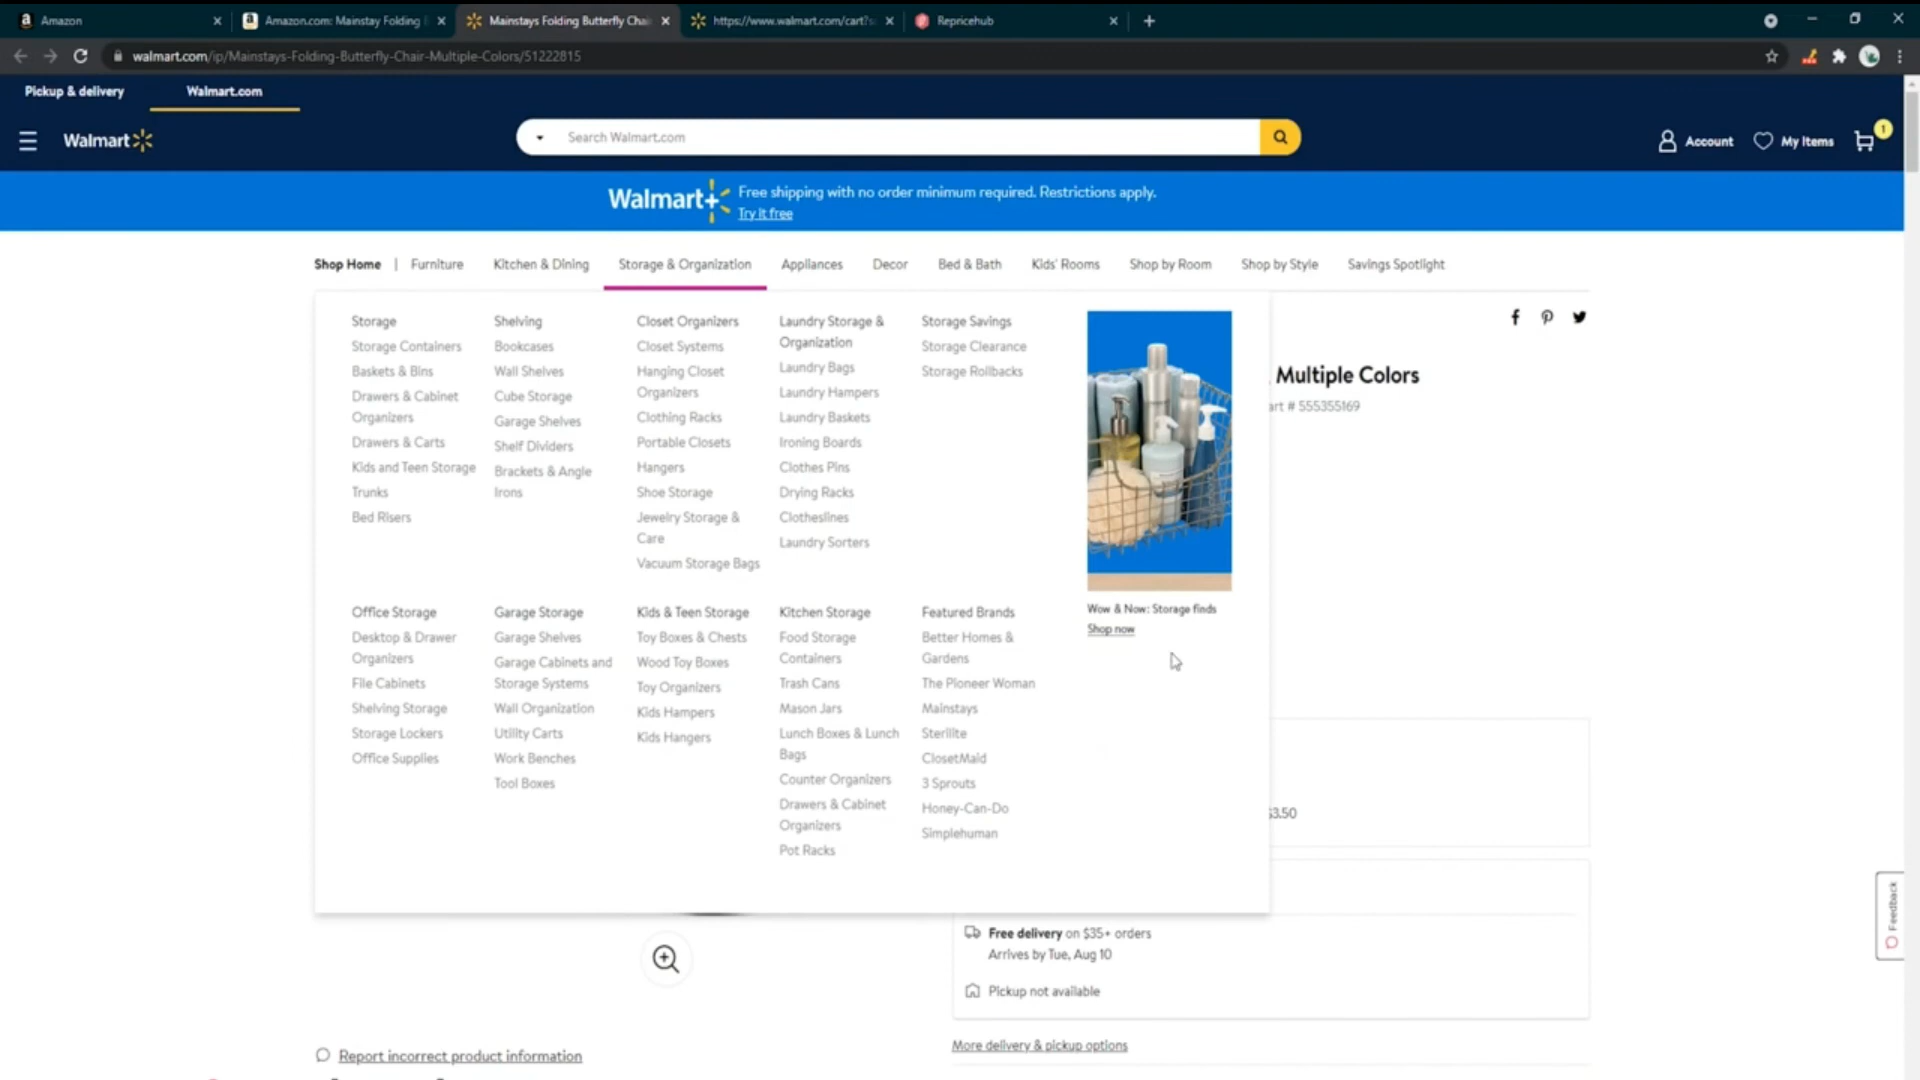 Amazon
Amazon.com: Mainstay Folding
Mainstays Folding Butterfly Chai
https://www.walmart.com/cart?s
Repricehub
walmart.com/ip/Mainstays-Folding-Butterfly-Chair-Multiple-Colors/51222815
Pickup & delivery
Walmart.com
Walmart
Search Walmart.com
Account
My Items
1
Walmart+
Free shipping with no order minimum required. Restrictions apply.
Try it free
Shop Home | Furniture Kitchen & Dining Storage & Organization Appliances Decor Bed & Bath Kids' Rooms Shop by Room Shop by Style Savings Spotlight
Storage
Storage Containers
Baskets & Bins
Drawers & Cabinet
Organizers
Drawers & Carts
Kids and Teen Storage
Trunks
Bed Risers
Shelving
Bookcases
Wall Shelves
Cube Storage
Garage Shelves
Shelf Dividers
Brackets & Angle
Irons
Closet Organizers
Closet Systems
Hanging Closet
Organizers
Clothing Racks
Portable Closets
Hangers
Shoe Storage
Jewelry Storage &
Care
Vacuum Storage Bags
Laundry Storage &
Organization
Laundry Bags
Laundry Hampers
Laundry Baskets
Ironing Boards
Clothes Pins
Drying Racks
Clotheslines
Laundry Sorters
Storage Savings
Storage Clearance
Storage Rollbacks
Multiple Colors
art # 555355169
Office Storage
Desktop & Drawer
Organizers
File Cabinets
Shelving Storage
Storage Lockers
Office Supplies
Garage Storage
Garage Shelves
Garage Cabinets and
Storage Systems
Wall Organization
Utility Carts
Work Benches
Tool Boxes
Kids & Teen Storage
Toy Boxes & Chests
Wood Toy Boxes
Toy Organizers
Kids Hampers
Kids Hangers
Kitchen Storage
Food Storage
Containers
Trash Cans
Mason Jars
Lunch Boxes & Lunch
Bags
Counter Organizers
Drawers & Cabinet
Organizers
Pot Racks
Featured Brands
Better Homes &
Gardens
The Pioneer Woman
Mainstays
Sterilite
ClosetMaid
3 Sprouts
Honey-Can-Do
Simplehuman
Wow & Now: Storage finds
Shop now
$3.50
Feedback
Free delivery on $35+ orders
Arrives by Tue, Aug 10
Pickup not available
More delivery & pickup options
Report incorrect product information